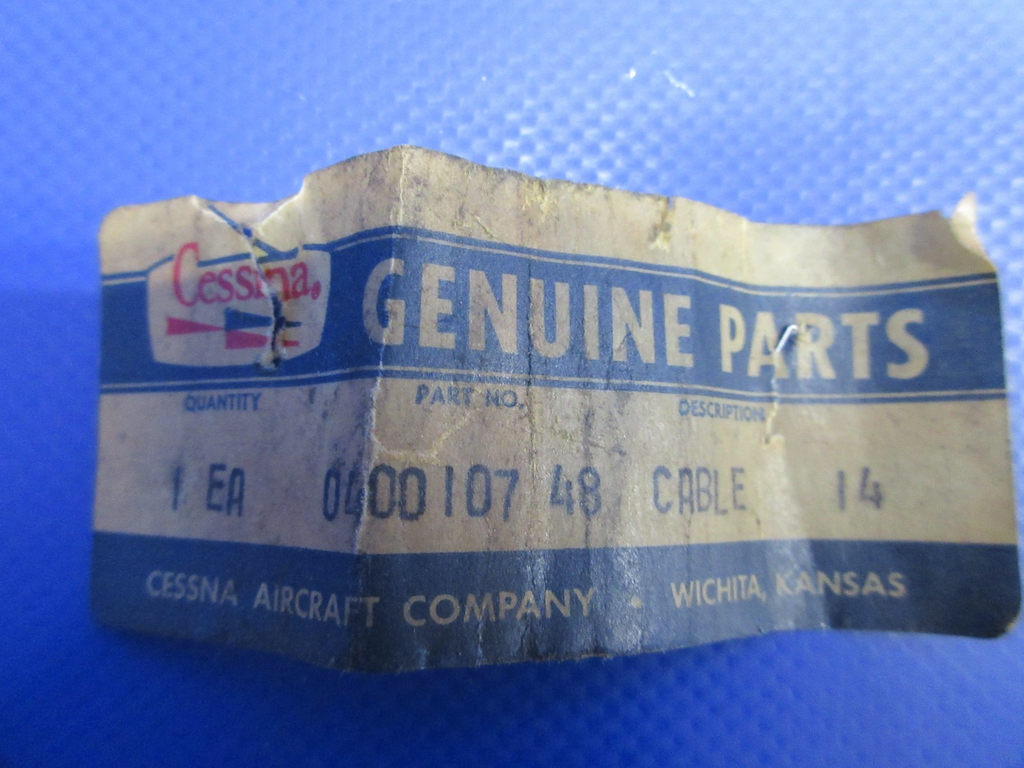 Cessna. GENUINE PARTS
QUANTITY PART NO. DESCRIPTION
1 EA 0400107 48 CABLE 14
CESSNA AIRCRAFT COMPANY • WICHITA, KANSAS